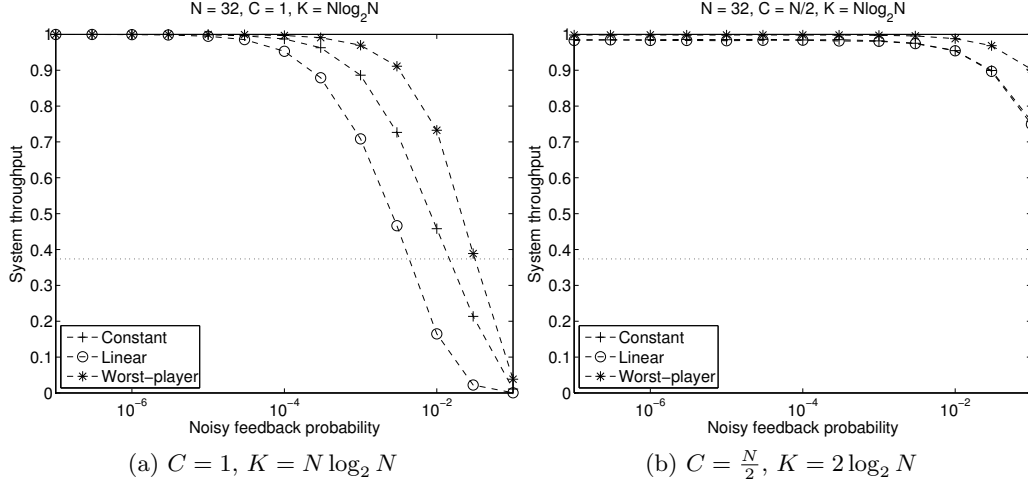 N = 32, C = 1, K = Nlog₂N
System throughput
1
0.9
0.8
0.7
0.6
0.5
0.4
0.3
0.2
0.1
0
Constant
Linear
Worst−player
10⁻⁶
10⁻⁴
10⁻²
Noisy feedback probability
(a) C = 1, K = N log₂ N
N = 32, C = N/2, K = Nlog₂N
System throughput
1
0.9
0.8
0.7
0.6
0.5
0.4
0.3
0.2
0.1
0
Constant
Linear
Worst−player
10⁻⁶
10⁻⁴
10⁻²
Noisy feedback probability
(b) C = N/2, K = 2 log₂ N